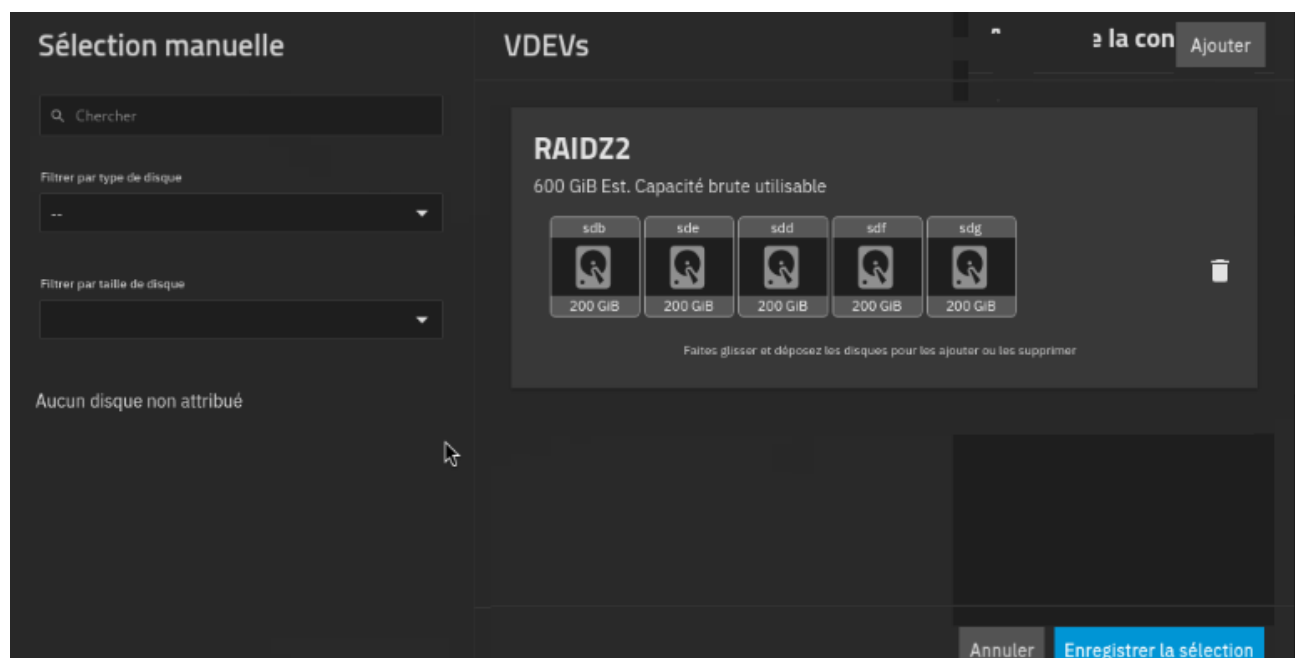 Sélection manuelle
Chercher
Filtrer par type de disque
--
Filtrer par taille de disque
Aucun disque non attribué
VDEVs
e la con
Ajouter
RAIDZ2
600 GiB Est. Capacité brute utilisable
sdb sde sdd sdf sdg
200 GiB 200 GiB 200 GiB 200 GiB 200 GiB
Faites glisser et déposez les disques pour les ajouter ou les supprimer
Annuler Enregistrer la sélection